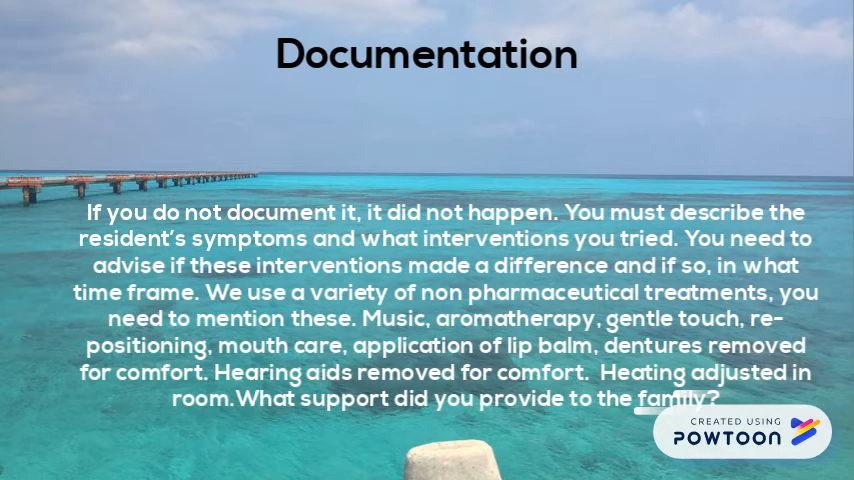 Documentation
If you do not document it, it did not happen. You must describe the
resident's symptoms and what interventions you tried. You need to
advise if these interventions made a difference and if so, in what
time frame. We use a variety of non pharmaceutical treatments, you
need to mention these. Music, aromatherapy, gentle touch, re-
positioning, mouth care, application of lip balm, dentures removed
for comfort. Hearing aids removed for comfort.  Heating adjusted in
room.What support did you provide to the family?
CREATED USING
POWTOON